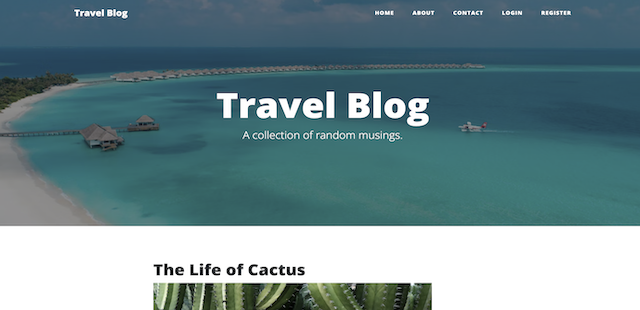 Travel Blog
HOME ABOUT CONTACT LOGIN REGISTER
Travel Blog
A collection of random musings.
The Life of Cactus